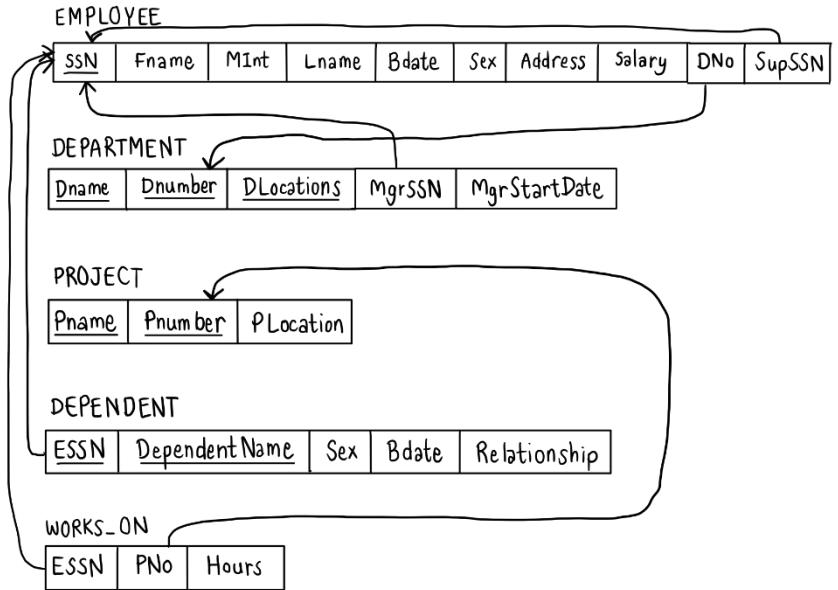 EMPLOYEE
SSN Fname MInt Lname Bdate Sex Address Salary DNo SupSSN
DEPARTMENT
Dname Dnumber DLocations MgrSSN MgrStartDate
PROJECT
Pname Pnumber PLocation
DEPENDENT
ESSN DependentName Sex Bdate Relationship
WORKS_ON
ESSN PNo Hours